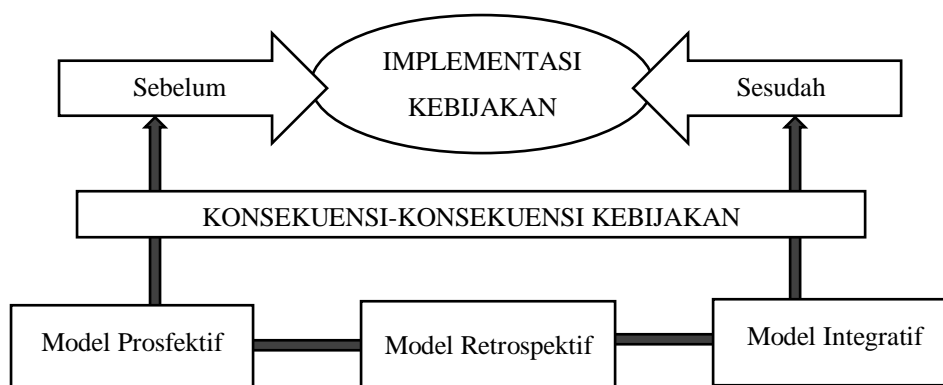 IMPLEMENTASI
KEBIJAKAN
Sebelum
Sesudah
KONSEKUENSI-KONSEKUENSI KEBIJAKAN
Model Prosfektif
Model Retrospektif
Model Integratif